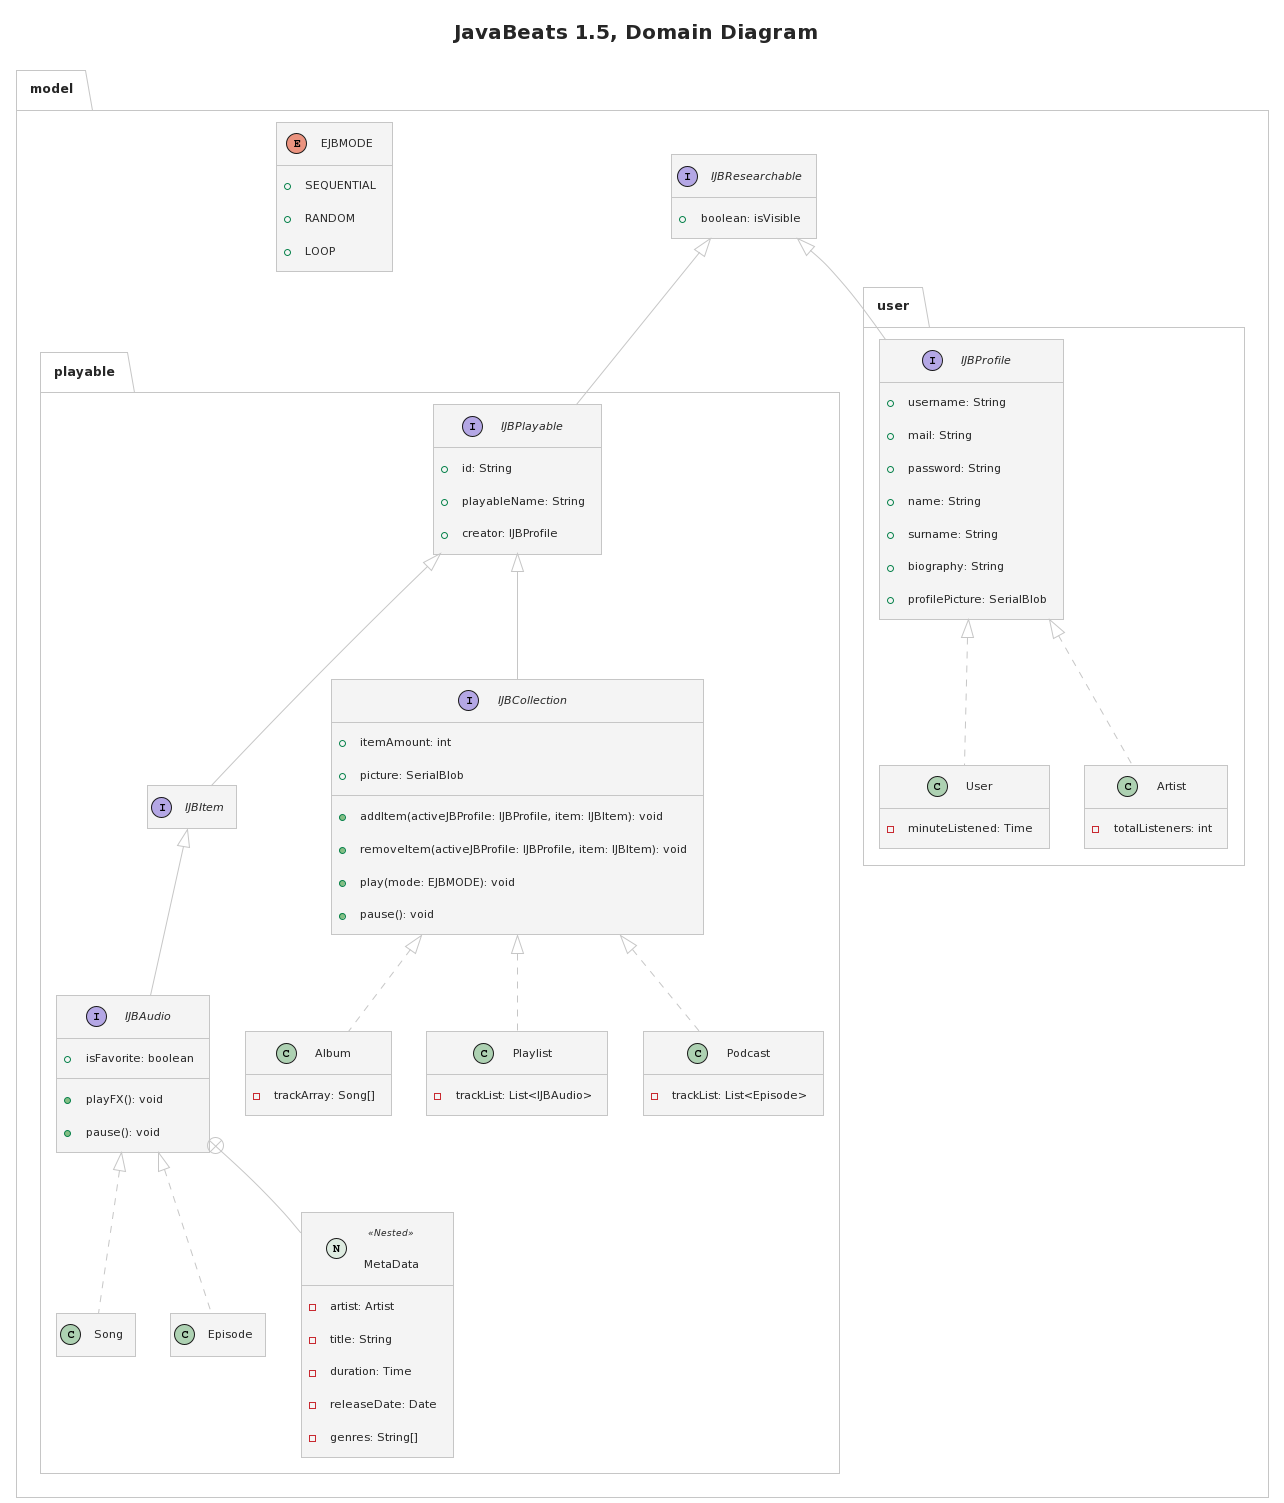 JavaBeats 1.5, Domain Diagram
model
E EJBMODE
SEQUENTIAL
RANDOM
LOOP
I IJBResearchable
boolean: isVisible
user
I IJBProfile
username: String
mail: String
password: String
name: String
surname: String
biography: String
profilePicture: SerialBlob
playable
I IJBPlayable
id: String
playableName: String
creator: IJBProfile
I IJBCollection
itemAmount: int
picture: SerialBlob
addItem(activeJBProfile: IJBProfile, item: IJBItem): void
removeItem(activeJBProfile: IJBProfile, item: IJBItem): void
play(mode: EJBMODE): void
pause(): void
C User
minuteListened: Time
C Artist
totalListeners: int
I IJBItem
I IJBAudio
isFavorite: boolean
playFX(): void
pause(): void
C Album
trackArray: Song[]
C Playlist
trackList: List<IJBAudio>
C Podcast
trackList: List<Episode>
C Song
C Episode
«Nested»
N MetaData
artist: Artist
title: String
duration: Time
releaseDate: Date
genres: String[]